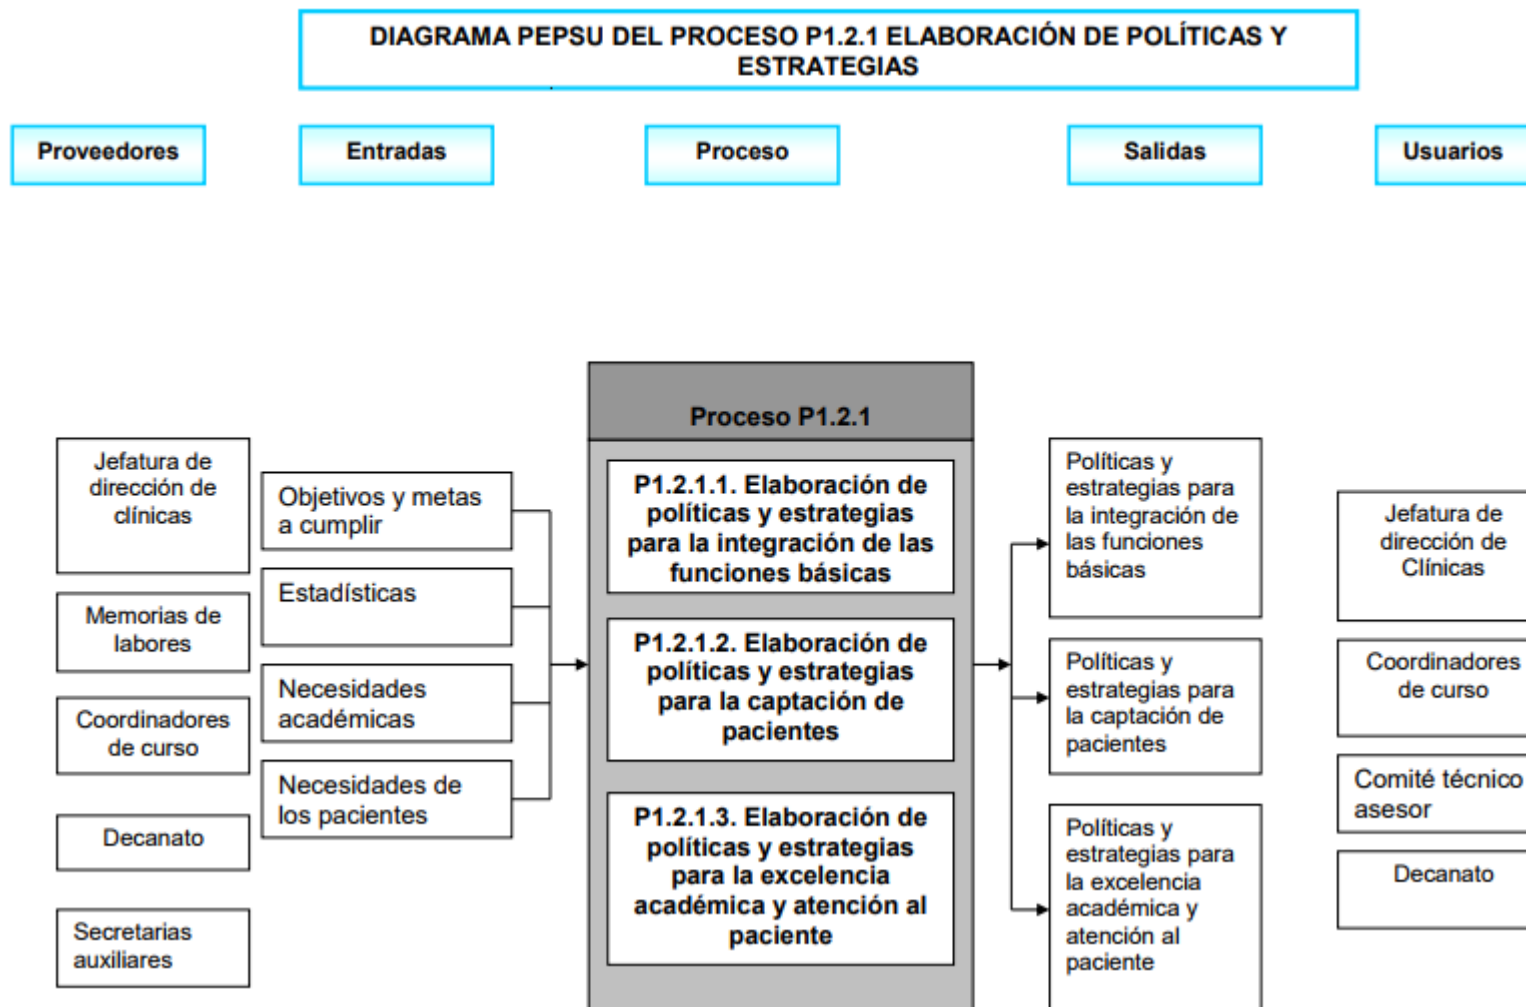 DIAGRAMA PEPSU DEL PROCESO P1.2.1 ELABORACIÓN DE POLÍTICAS Y
ESTRATEGIAS
Proveedores
Entradas
Proceso
Salidas
Usuarios
Jefatura de
dirección de
clínicas
Memorias de
labores
Coordinadores
de curso
Decanato
Secretarias
auxiliares
Objetivos y metas
a cumplir
Estadísticas
Necesidades
académicas
Necesidades de
los pacientes
Proceso P1.2.1
P1.2.1.1. Elaboración de
políticas y estrategias
para la integración de las
funciones básicas
P1.2.1.2. Elaboración de
políticas y estrategias
para la captación de
pacientes
P1.2.1.3. Elaboración de
políticas y estrategias
para la excelencia
académica y atención al
paciente
Políticas y
estrategias para
la integración de
las funciones
básicas
Políticas y
estrategias para
la captación de
pacientes
Políticas y
estrategias para
la excelencia
académica y
atención al
paciente
Jefatura de
dirección de
Clínicas
Coordinadores
de curso
Comité técnico
asesor
Decanato